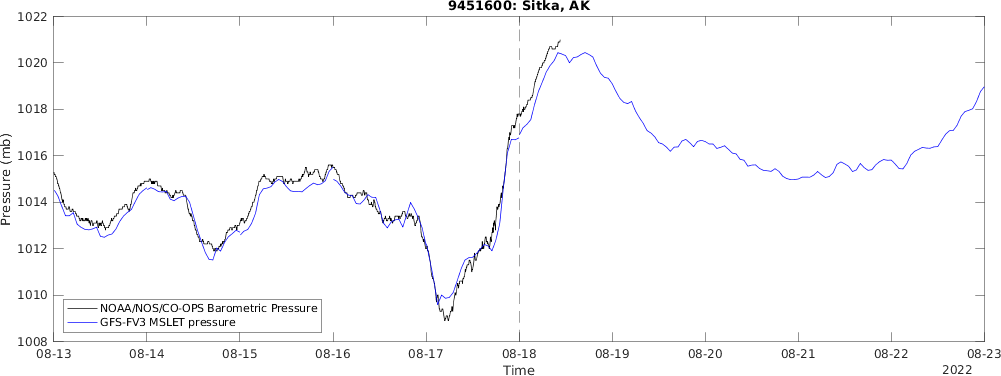 9451600: Sitka, AK
1022
1020
1018
1016
1014
1012
1010
1008
Pressure (mb)
NOAA/NOS/CO-OPS Barometric Pressure
GFS-FV3 MSLET pressure
08-13 08-14 08-15 08-16 08-17 08-18 08-19 08-20 08-21 08-22 08-23
Time 2022